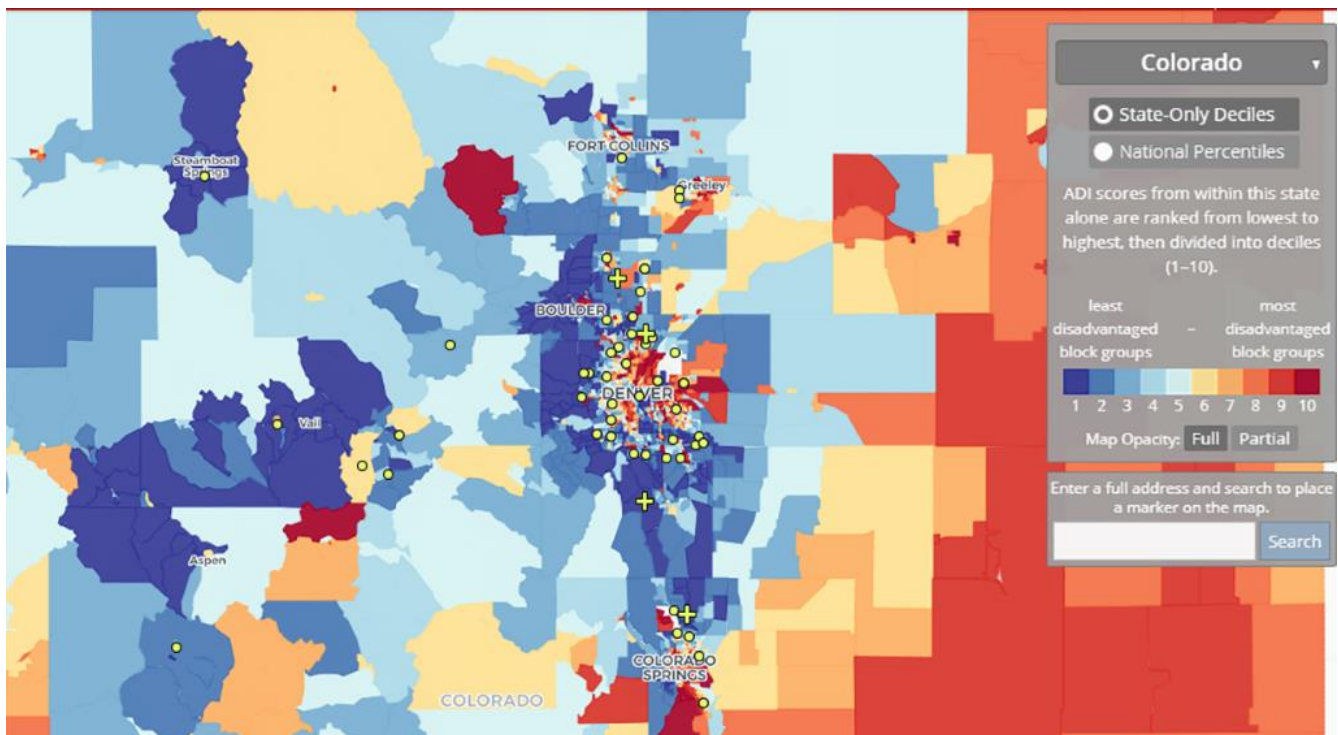 Colorado
State-Only Deciles
National Percentiles
ADI scores from within this state
alone are ranked from lowest to
highest, then divided into deciles
(1–10).
least most
disadvantaged – disadvantaged
block groups block groups
1 2 3 4 5 6 7 8 9 10
Map Opacity: Full Partial
Enter a full address and search to place
a marker on the map.
Search
Steamboat
Springs
FORT COLLINS
Greeley
BOULDER
DENVER
Vail
Aspen
COLORADO
SPRINGS
COLORADO